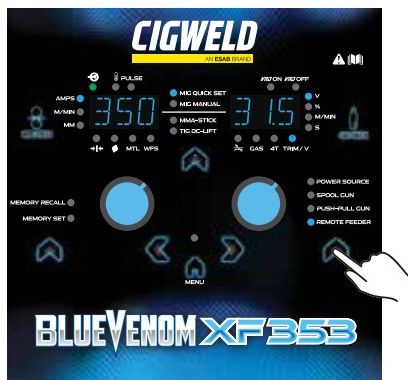 CIGWELD
AN ESAB BRAND
PULSE
VRD ON VRD OFF
AMPS
M/MIN
MM
350
MIG QUICK SET
MIG MANUAL
MMA-STICK
TIG DC-LIFT
31.5
V
%
M/MIN
S
MTL WFS
GAS 4T TRIM/V
MEMORY RECALL
MEMORY SET
POWER SOURCE
SPOOL GUN
PUSH-PULL GUN
REMOTE FEEDER
MENU
BLUEVENOM XF353